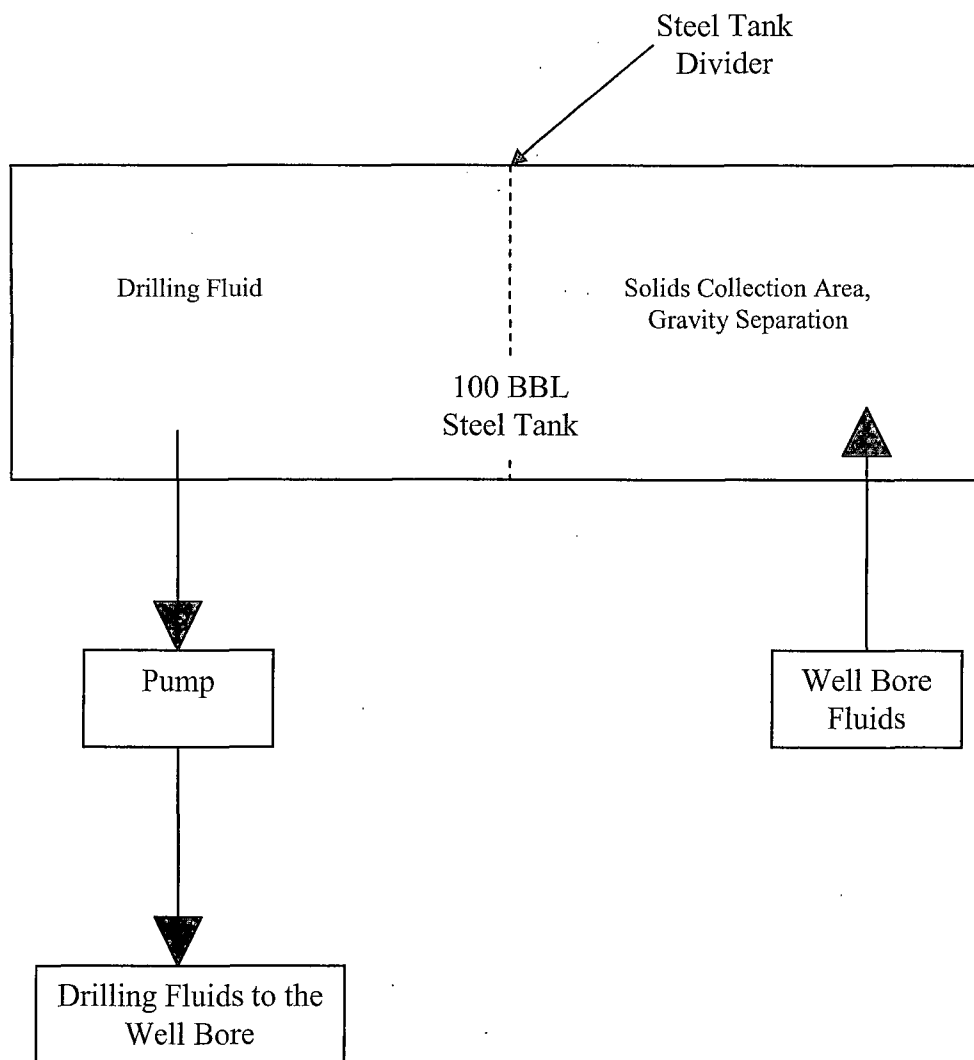 Steel Tank
Divider
Drilling Fluid
Solids Collection Area,
Gravity Separation
100 BBL
Steel Tank
Pump
Well Bore
Fluids
Drilling Fluids to the
Well Bore